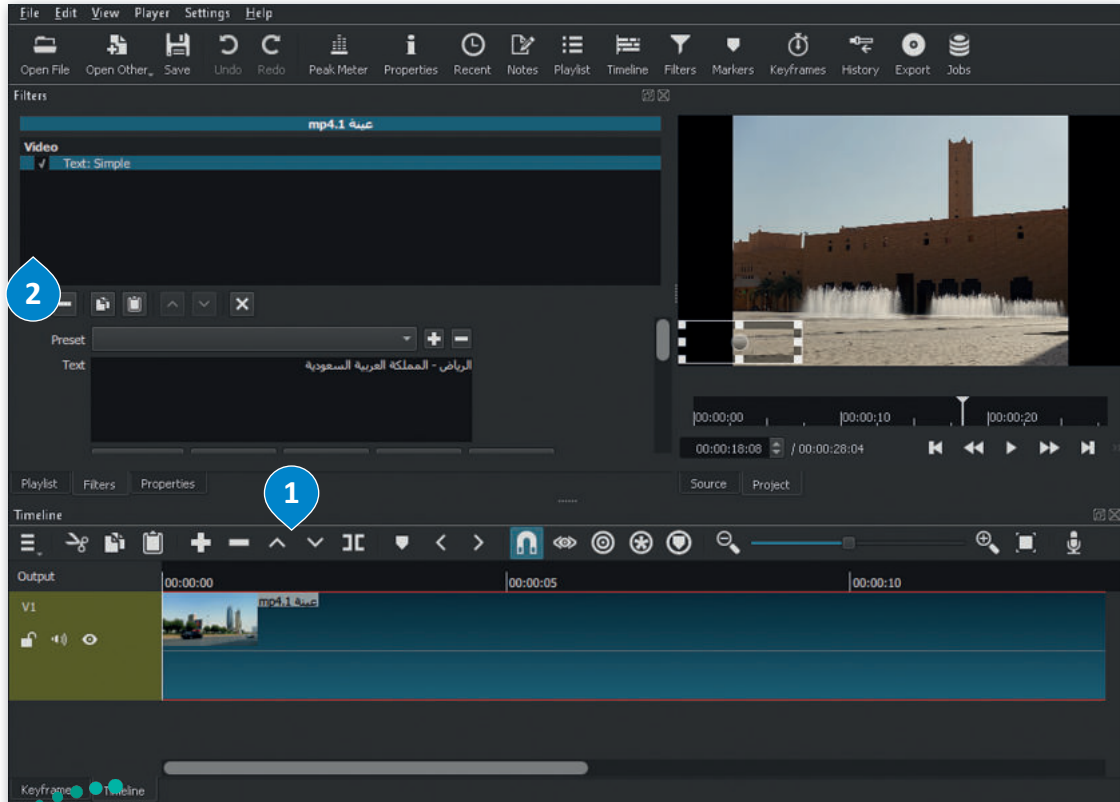 File Edit View Player Settings Help
Open File Open Other... Save Undo Redo Peak Meter Properties Recent Notes Playlist Timeline Filters Markers Keyframes History Export Jobs
Filters
عينة 1.mp4
Video
Text: Simple
2
Preset
Text
الرياض - المملكة العربية السعودية
00:00:00 00:00:10 00:00:20
00:00:18:08 / 00:00:28:04
Playlist Filters Properties
Source Project
1
Timeline
Output
00:00:00 00:00:05 00:00:10
V1
عينة 1.mp4
Keyframes Timeline